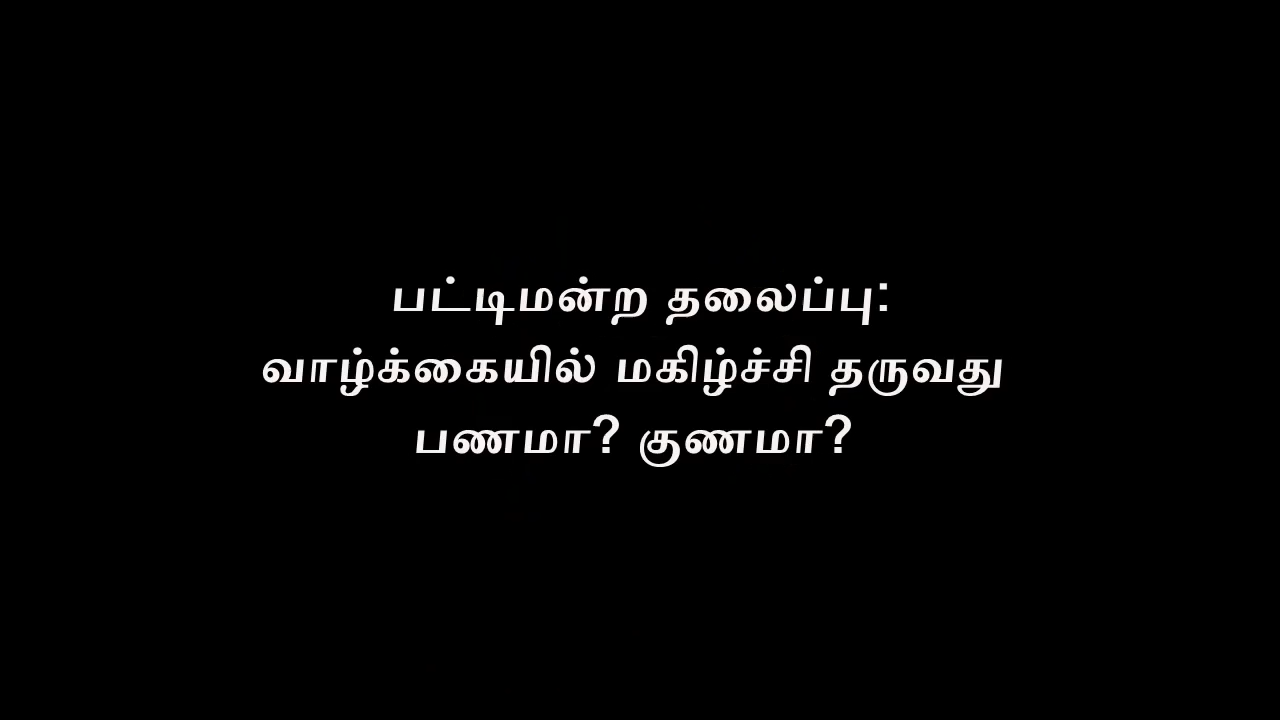 பட்டிமன்ற தலைப்பு:
வாழ்க்கையில் மகிழ்ச்சி தருவது
பணமா? குணமா?